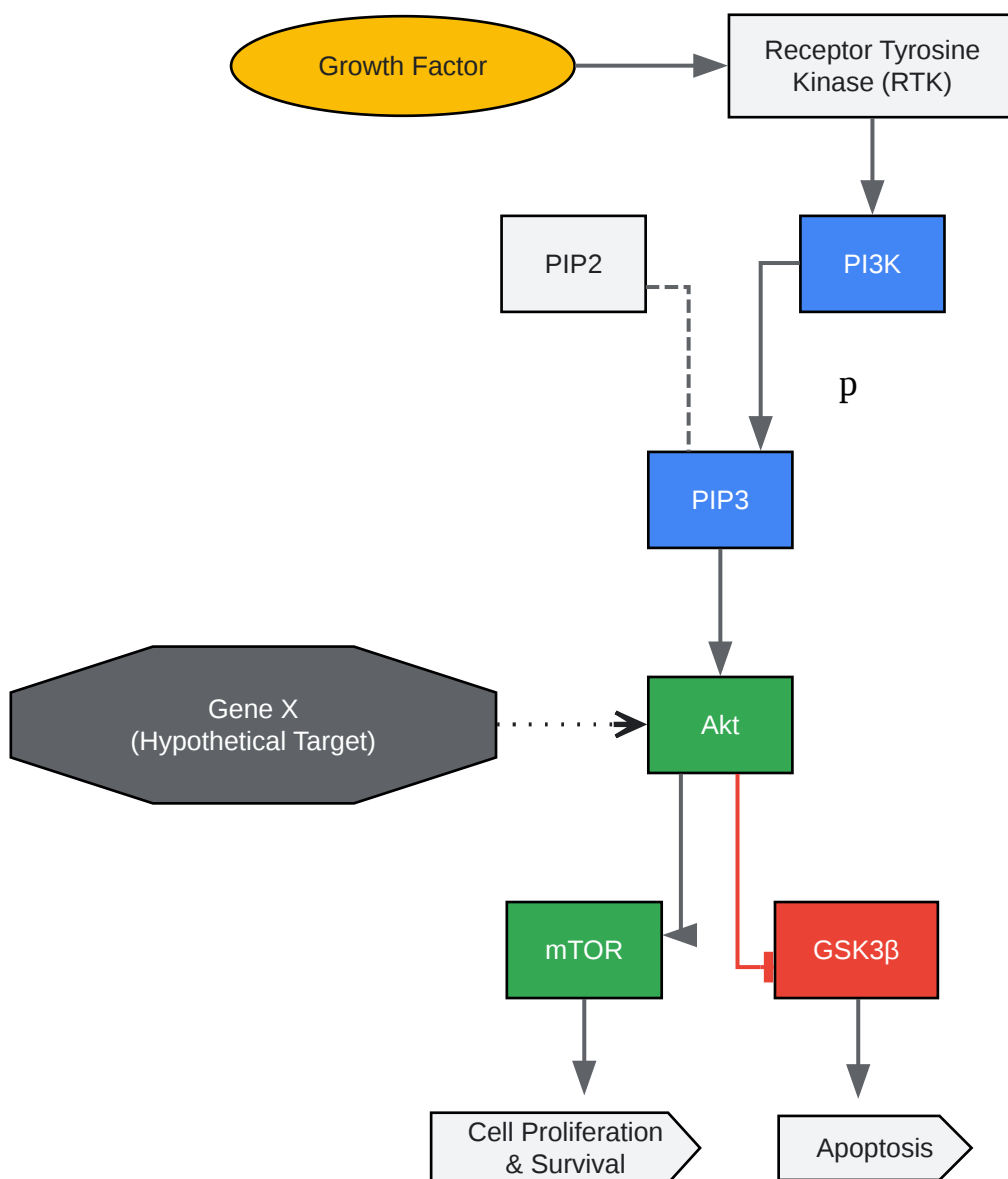 Growth Factor
Receptor Tyrosine
Kinase (RTK)
PIP2
PI3K
p
PIP3
Gene X
(Hypothetical Target)
Akt
mTOR
GSK3β
Cell Proliferation
& Survival
Apoptosis